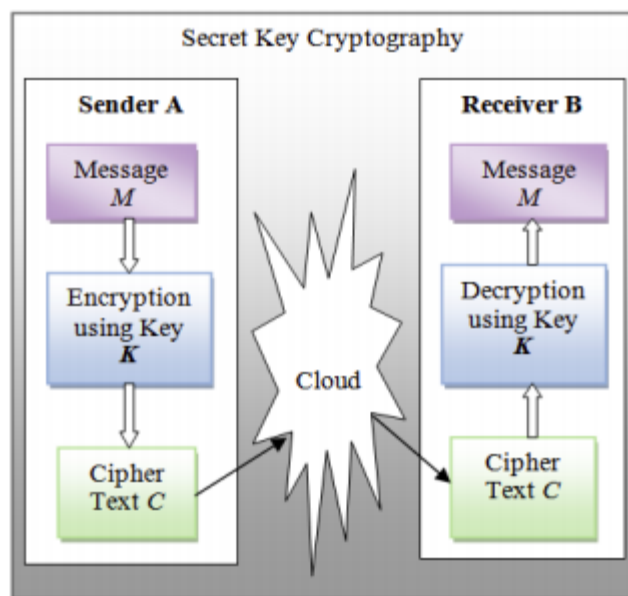 Secret Key Cryptography
Sender A
Message
M
Encryption
using Key
K
Cipher
Text C
Cloud
Receiver B
Message
M
Decryption
using Key
K
Cipher
Text C